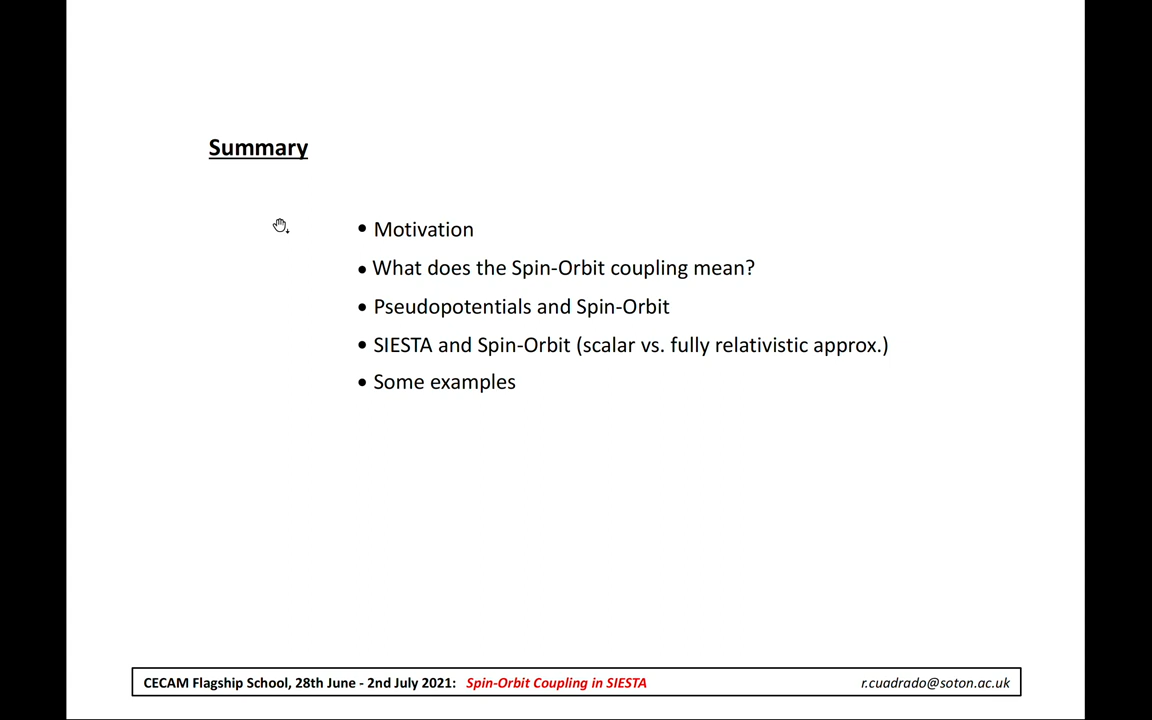 Summary
• Motivation
• What does the Spin-Orbit coupling mean?
• Pseudopotentials and Spin-Orbit
• SIESTA and Spin-Orbit (scalar vs. fully relativistic approx.)
• Some examples
CECAM Flagship School, 28th June - 2nd July 2021: Spin-Orbit Coupling in SIESTA r.cuadrado@soton.ac.uk